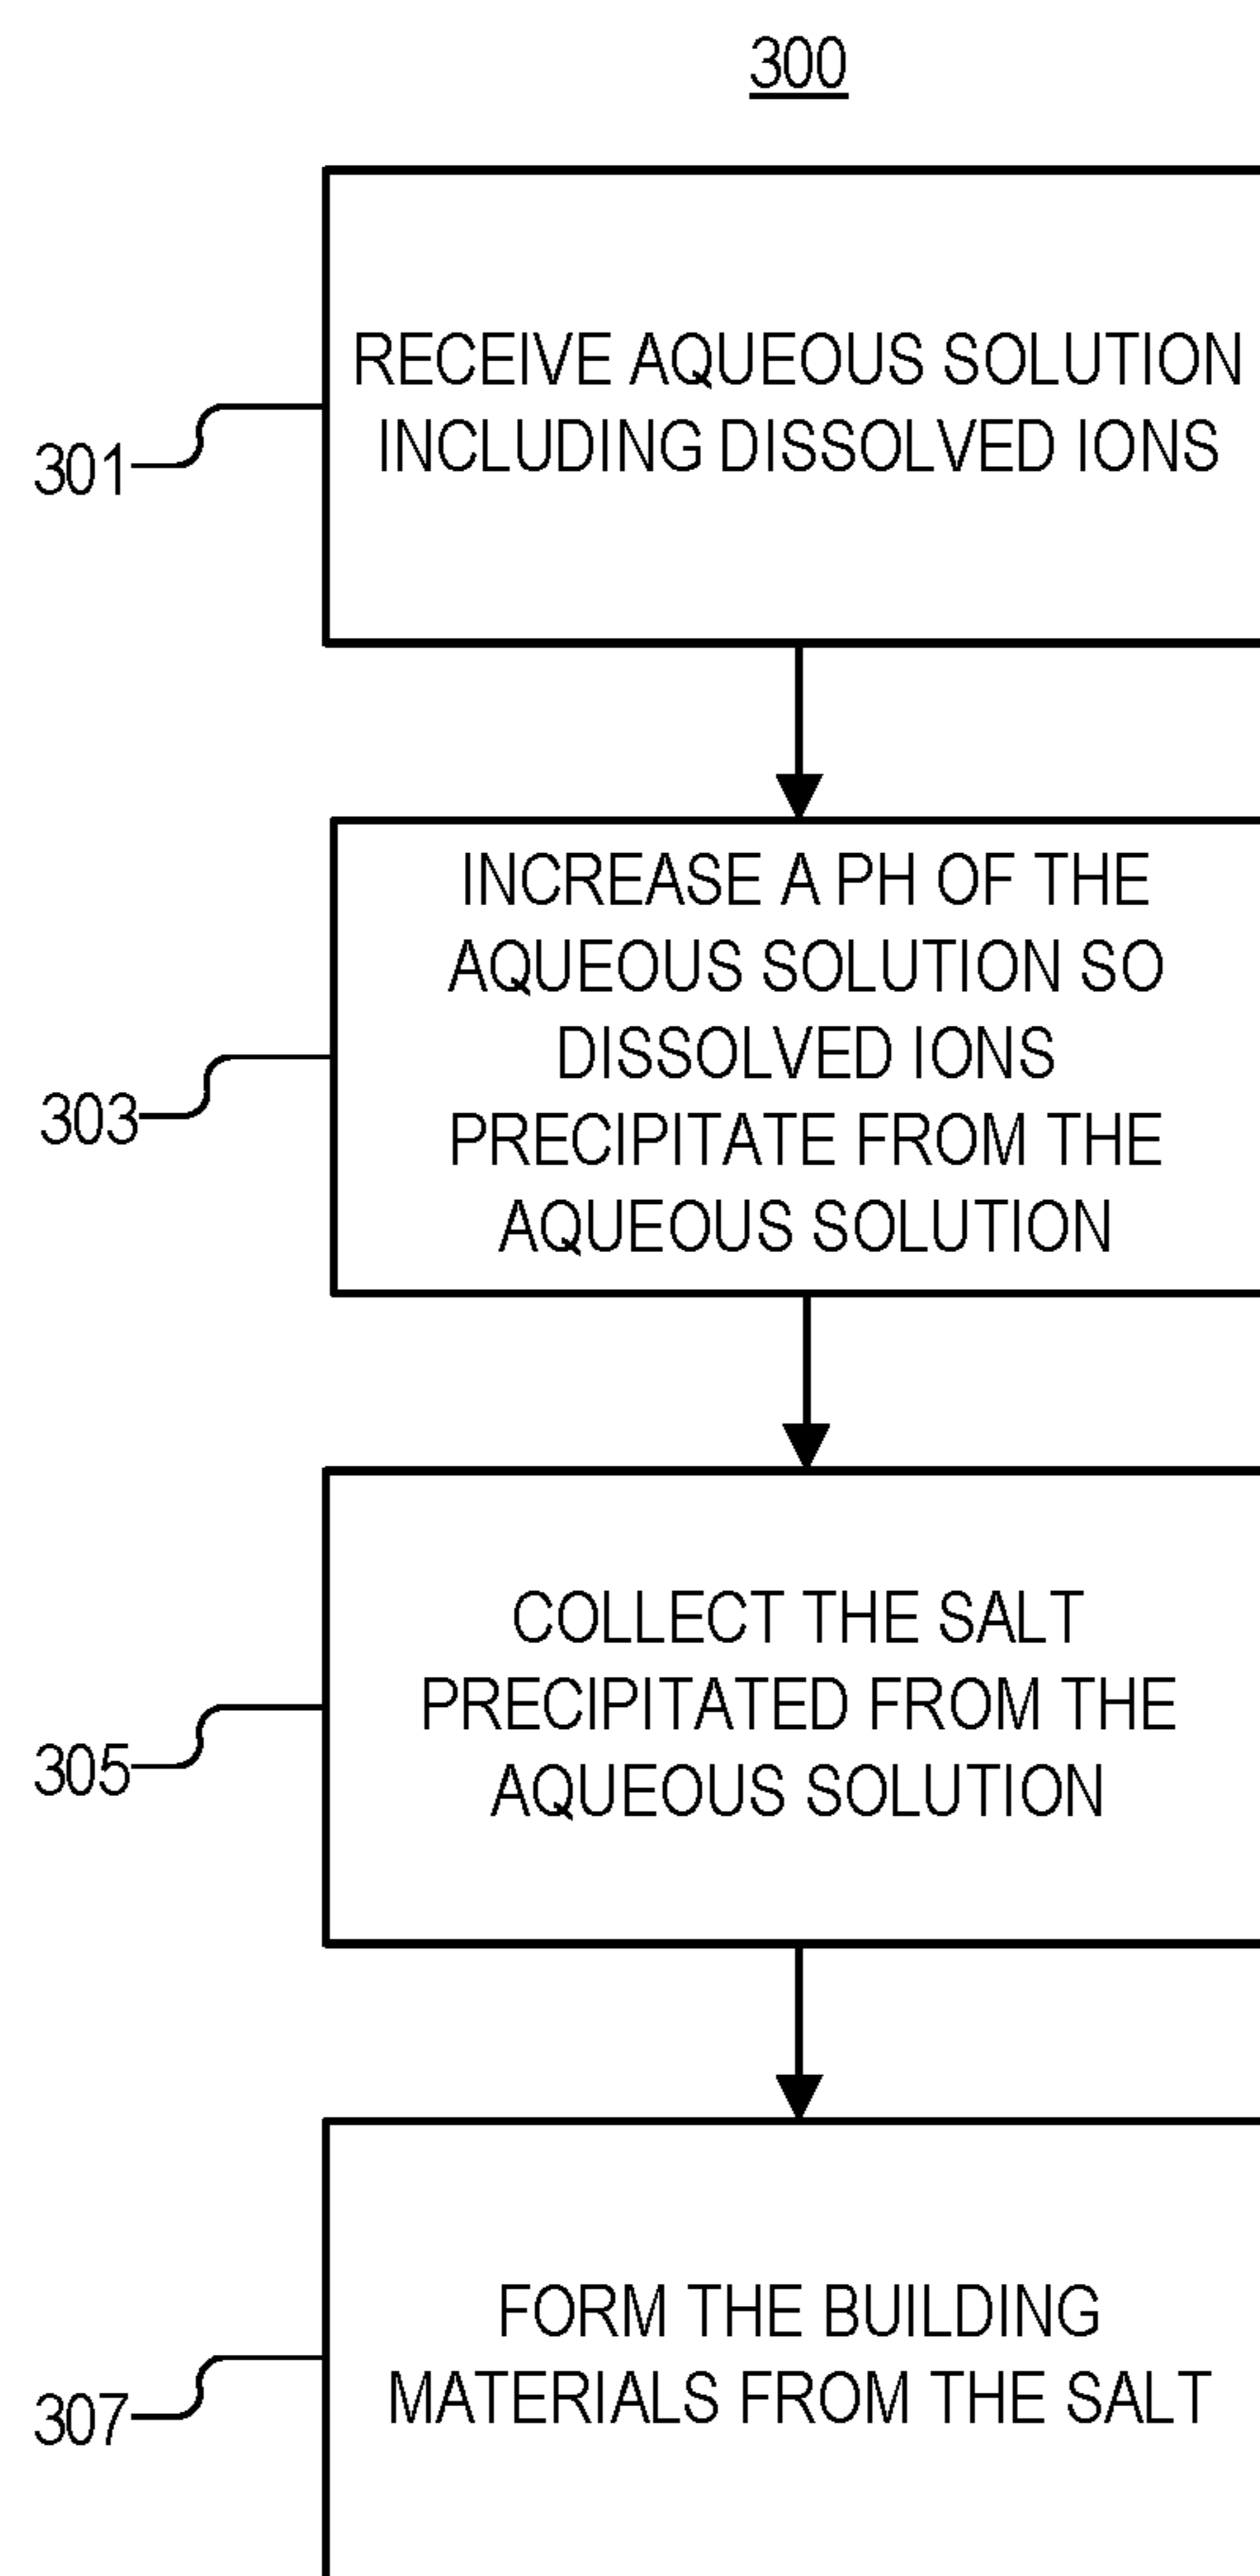 300
301
RECEIVE AQUEOUS SOLUTION
INCLUDING DISSOLVED IONS
303
INCREASE A PH OF THE
AQUEOUS SOLUTION SO
DISSOLVED IONS
PRECIPITATE FROM THE
AQUEOUS SOLUTION
305
COLLECT THE SALT
PRECIPITATED FROM THE
AQUEOUS SOLUTION
307
FORM THE BUILDING
MATERIALS FROM THE SALT